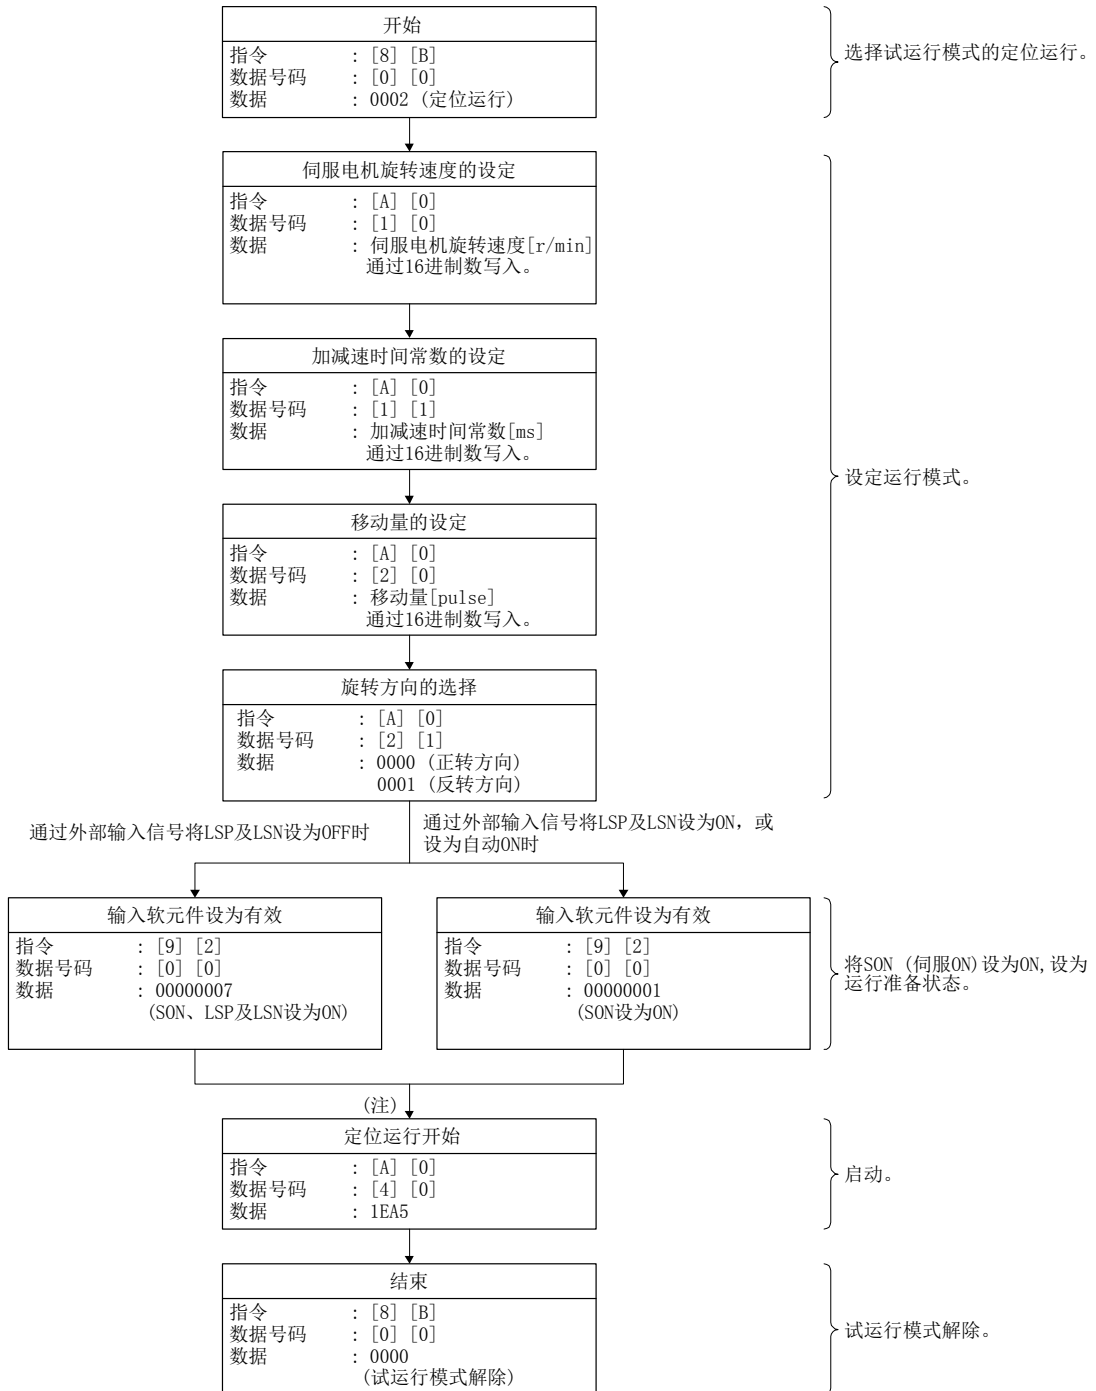 开始
指令 : [8] [B]
数据号码 : [0] [0]
数据 : 0002 (定位运行)
选择试运行模式的定位运行。
伺服电机旋转速度的设定
指令 : [A] [0]
数据号码 : [1] [0]
数据 : 伺服电机旋转速度[r/min]
通过16进制数写入。
加减速时间常数的设定
指令 : [A] [0]
数据号码 : [1] [1]
数据 : 加减速时间常数[ms]
通过16进制数写入。
设定运行模式。
移动量的设定
指令 : [A] [0]
数据号码 : [2] [0]
数据 : 移动量[pulse]
通过16进制数写入。
旋转方向的选择
指令 : [A] [0]
数据号码 : [2] [1]
数据 : 0000 (正转方向)
0001 (反转方向)
通过外部输入信号将LSP及LSN设为OFF时
通过外部输入信号将LSP及LSN设为ON，或
设为自动ON时
输入软元件设为有效
指令 : [9] [2]
数据号码 : [0] [0]
数据 : 00000007
(SON、LSP及LSN设为ON)
输入软元件设为有效
指令 : [9] [2]
数据号码 : [0] [0]
数据 : 00000001
(SON设为ON)
将SON (伺服ON)设为ON,设为
运行准备状态。
(注)
定位运行开始
指令 : [A] [0]
数据号码 : [4] [0]
数据 : 1EA5
启动。
结束
指令 : [8] [B]
数据号码 : [0] [0]
数据 : 0000
(试运行模式解除)
试运行模式解除。